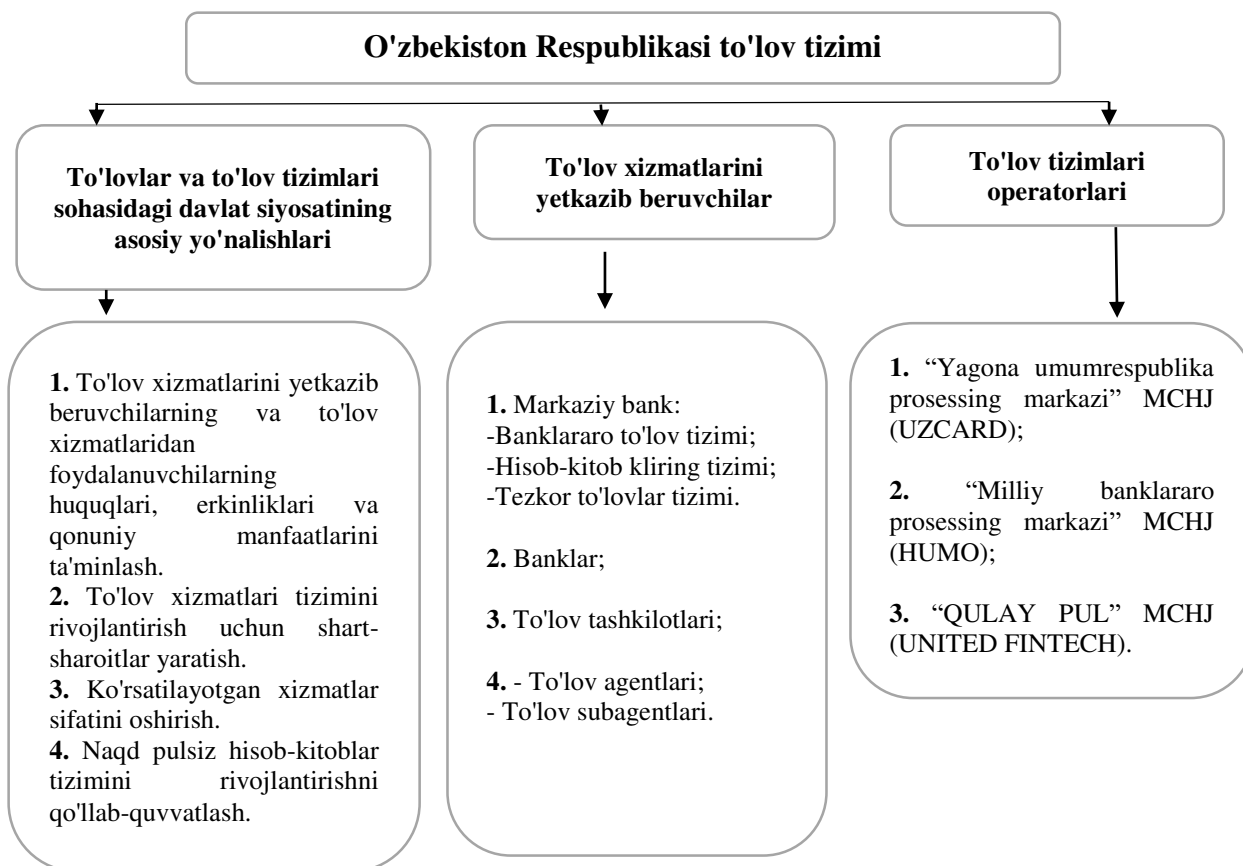 O'zbekiston Respublikasi to'lov tizimi
To'lovlar va to'lov tizimlari
sohasidagi davlat siyosatining
asosiy yo'nalishlari
To'lov xizmatlarini
yetkazib beruvchilar
To'lov tizimlari
operatorlari
1. To'lov xizmatlarini yetkazib
beruvchilarning va to'lov
xizmatlaridan
foydalanuvchilarning
huquqlari, erkinliklari va
qonuniy manfaatlarini
ta'minlash.
2. To'lov xizmatlari tizimini
rivojlantirish uchun shart-
sharoitlar yaratish.
3. Ko'rsatilayotgan xizmatlar
sifatini oshirish.
4. Naqd pulsiz hisob-kitoblar
tizimini rivojlantirishni
qo'llab-quvvatlash.
1. Markaziy bank:
-Banklararo to'lov tizimi;
-Hisob-kitob kliring tizimi;
-Tezkor to'lovlar tizimi.
2. Banklar;
3. To'lov tashkilotlari;
4. - To'lov agentlari;
- To'lov subagentlari.
1. “Yagona umumrespublika
prosessing markazi” MCHJ
(UZCARD);
2. “Milliy banklararo
prosessing markazi” MCHJ
(HUMO);
3. “QULAY PUL” MCHJ
(UNITED FINTECH).